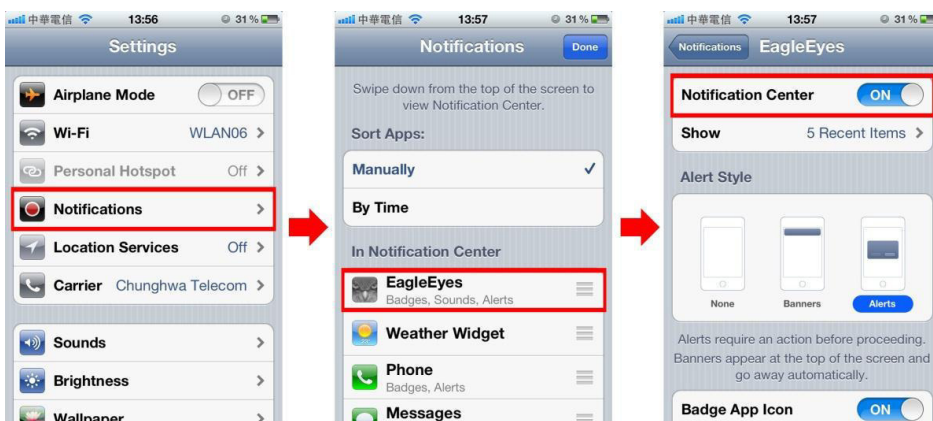 中華電信 13:56 31%
Settings
Airplane Mode OFF
Wi-Fi WLAN06
Personal Hotspot Off
Notifications
Location Services Off
Carrier Chunghwa Telecom
Sounds
Brightness
Wallpaper
中華電信 13:57 31%
Notifications Done
Swipe down from the top of the screen to
view Notification Center.
Sort Apps:
Manually
By Time
In Notification Center
EagleEyes
Badges, Sounds, Alerts
Weather Widget
Phone
Badges, Alerts
Messages
中華電信 13:57 31%
Notifications EagleEyes
Notification Center ON
Show 5 Recent Items
Alert Style
None Banners Alerts
Alerts require an action before proceeding.
Banners appear at the top of the screen and
go away automatically.
Badge App Icon ON